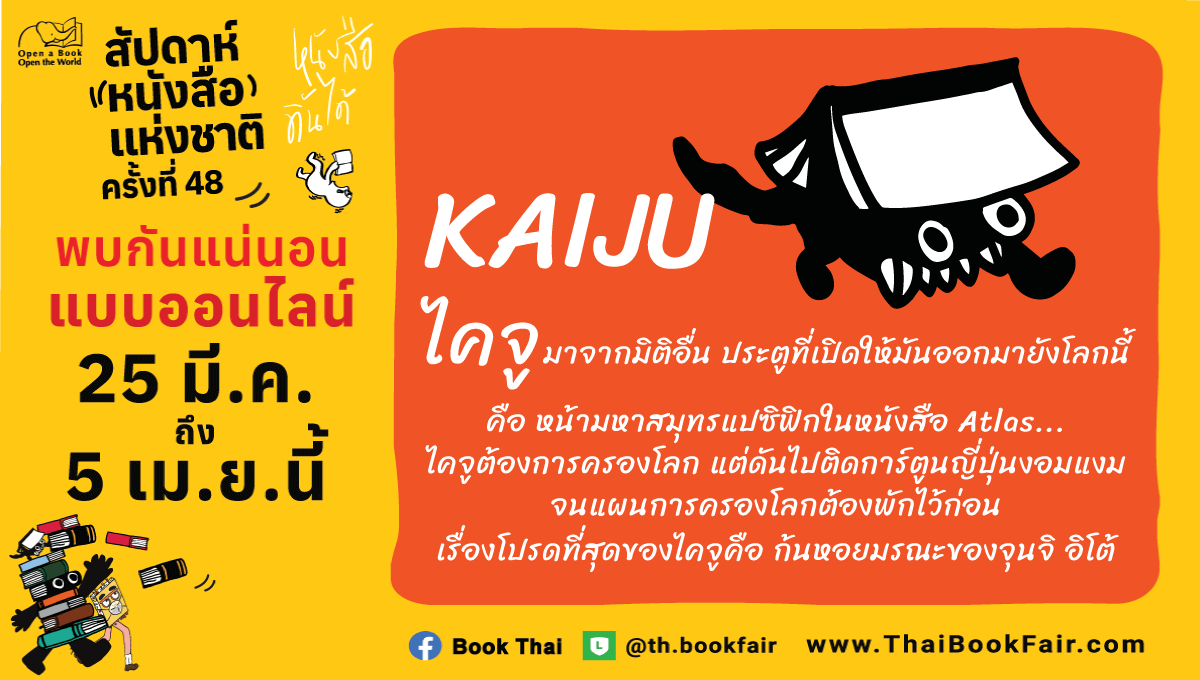 Open a Book
Open the World
สัปดาห์
หนังสือ
แห่งชาติ
ครั้งที่ 48
หนังสือ
ดิ้นได้
พบกันแน่นอน
แบบออนไลน์
25 มี.ค.
ถึง
5 เม.ย.นี้
KAIJU
ไคจู มาจากมิติอื่น ประตูที่เปิดให้มันออกมายังโลกนี้
คือ หน้ามหาสมุทรแปซิฟิกในหนังสือ Atlas...
ไคจูต้องการครองโลก แต่ดันไปติดการ์ตูนญี่ปุ่นงอมแงม
จนแผนการครองโลกต้องพักไว้ก่อน
เรื่องโปรดที่สุดของไคจูคือ ก้นหอยมรณะของจุนจิ อิโต้
Book Thai
@th.bookfair
www.ThaiBookFair.com